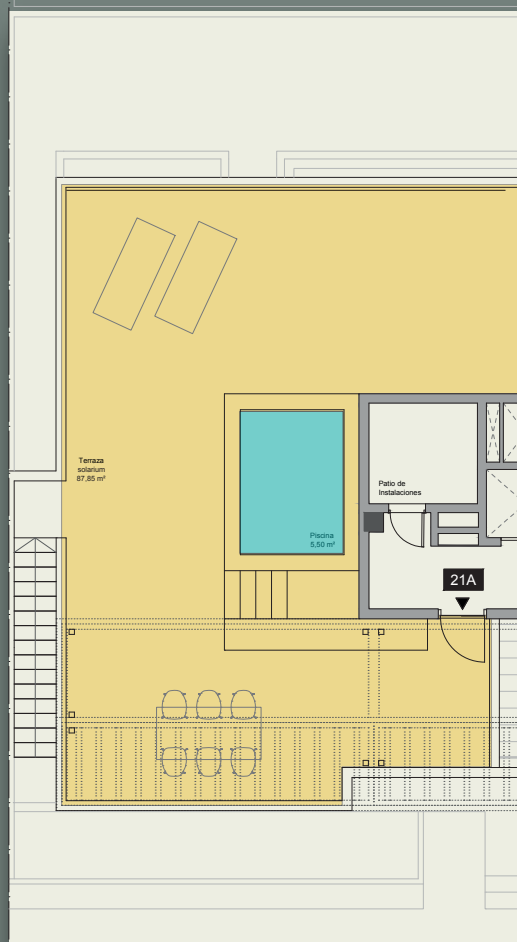 Terraza
solarium
87,85 m²
Patio de
Instalaciones
Piscina
5,50 m²
21A